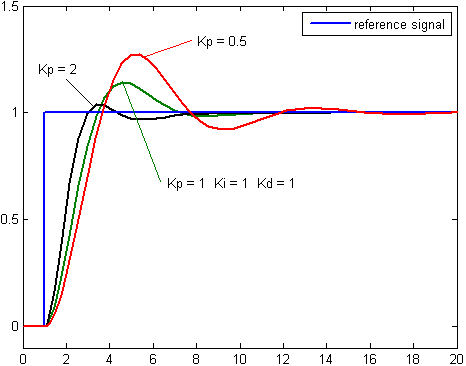 1.5
reference signal
Kp = 0.5
Kp = 2
1
Kp = 1 Ki = 1 Kd = 1
0.5
0
0 2 4 6 8 10 12 14 16 18 20